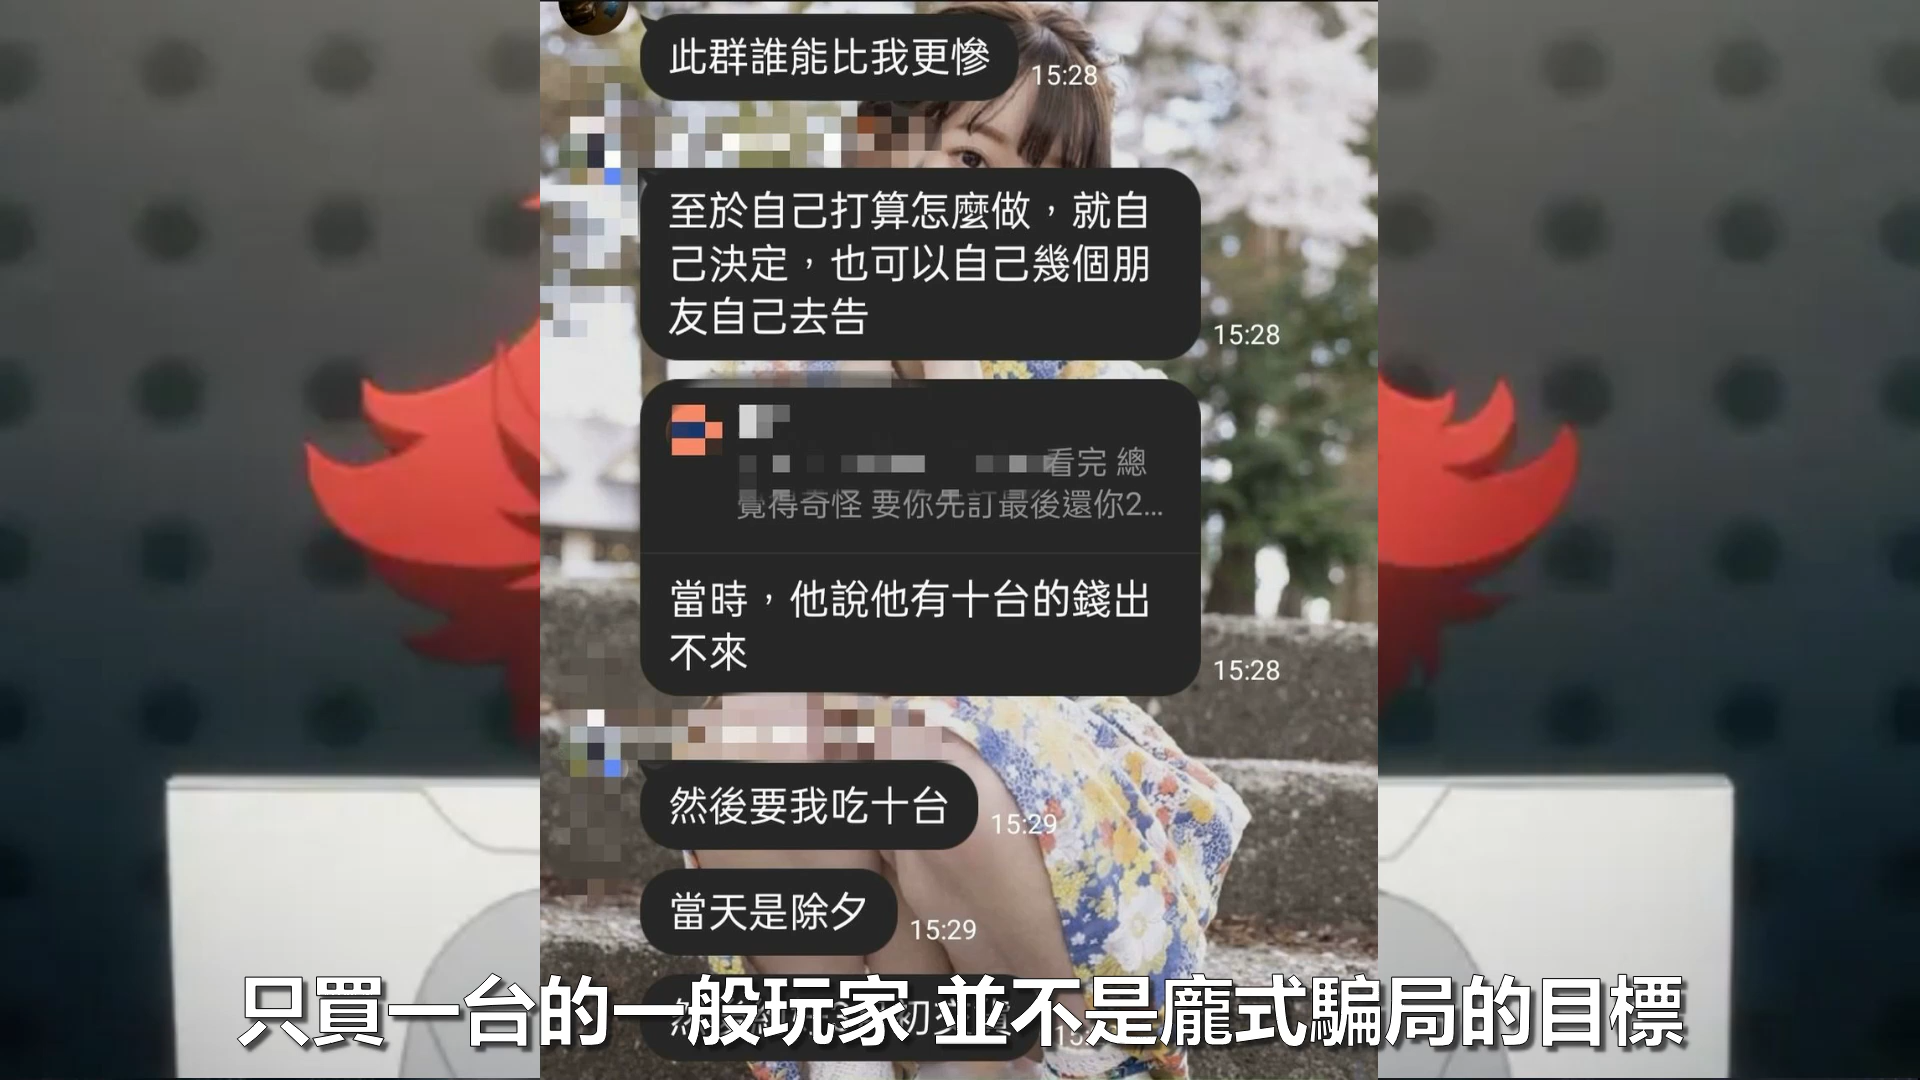 此群誰能比我更慘
15:28
至於自己打算怎麼做，就自
己決定，也可以自己幾個朋
友自己去告
15:28
看完 總
覺得奇怪 要你先訂最後還你2...
當時，他說他有十台的錢出
不來
15:28
然後要我吃十台
15:29
當天是除夕
15:29
只買一台的一般玩家 並不是龐式騙局的目標